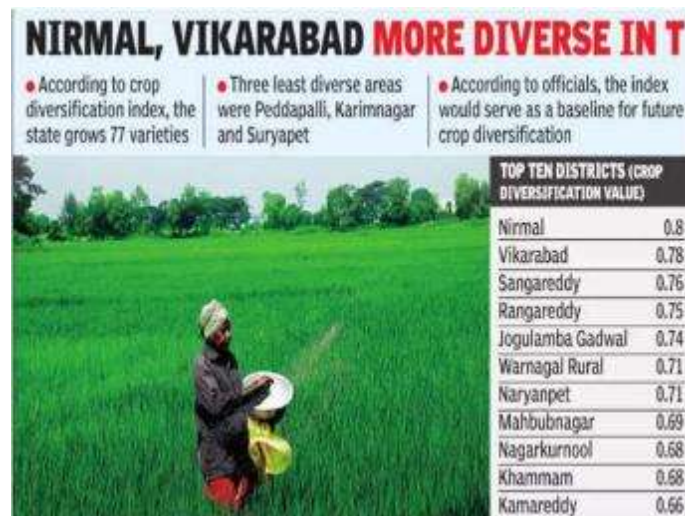 NIRMAL, VIKARABAD MORE DIVERSE IN T
● According to crop
diversification index, the
state grows 77 varieties
● Three least diverse areas
were Peddapalli, Karimnagar
and Suryapet
● According to officials, the index
would serve as a baseline for future
crop diversification
TOP TEN DISTRICTS (CROP
DIVERSIFICATION VALUE)
Nirmal 0.8
Vikarabad 0.78
Sangareddy 0.76
Rangareddy 0.75
Jogulamba Gadwal 0.74
Warnagal Rural 0.71
Naryanpet 0.71
Mahbubnagar 0.69
Nagarkurnool 0.68
Khammam 0.68
Kamareddy 0.66